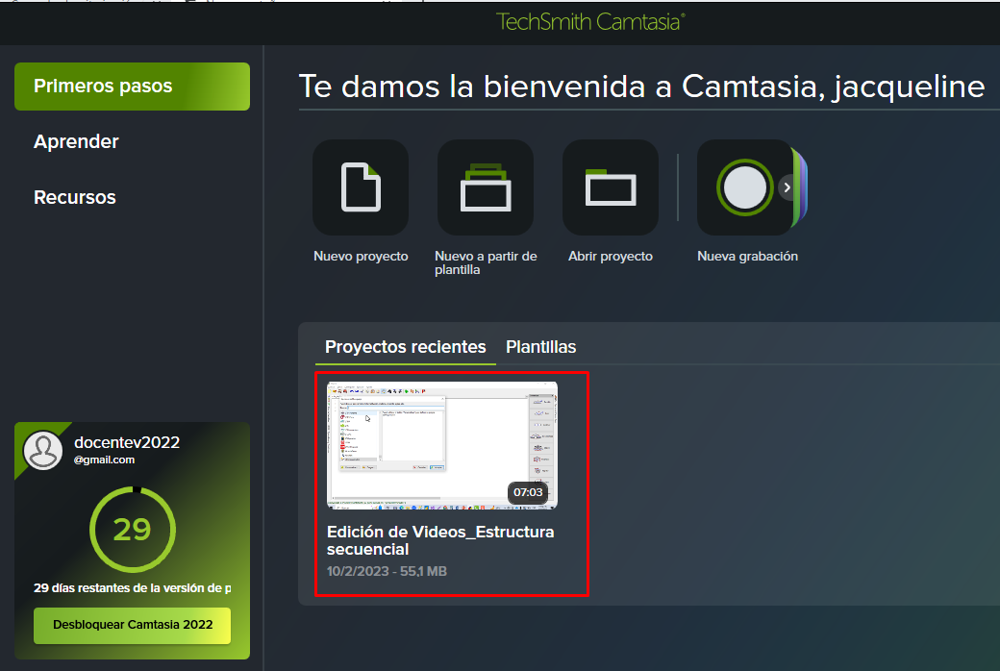 TechSmith Camtasia®
Primeros pasos
Aprender
Recursos
Te damos la bienvenida a Camtasia, jacqueline
Nuevo proyecto
Nuevo a partir de
plantilla
Abrir proyecto
Nueva grabación
Proyectos recientes
Plantillas
07:03
Edición de Videos_Estructura
secuencial
10/2/2023 - 55,1 MB
docentev2022
@gmail.com
29
29 días restantes de la versión de p
Desbloquear Camtasia 2022